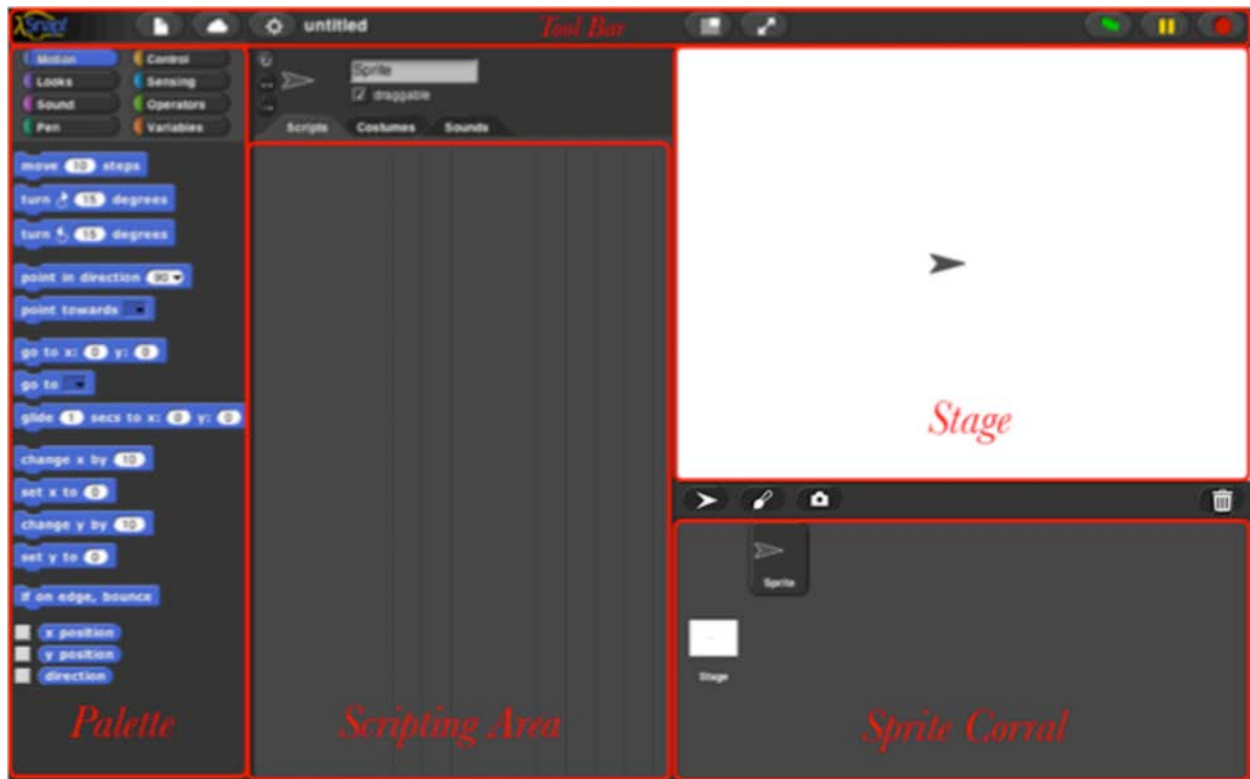 Snap!
untitled
Tool Bar
Motion Control
Looks Sensing
Sound Operators
Pen Variables
Sprite
draggable
Scripts Costumes Sounds
move 10 steps
turn 15 degrees
turn 15 degrees
point in direction 90
point towards
go to x: 0 y: 0
go to
glide 1 secs to x: 0 y: 0
change x by 10
set x to 0
change y by 10
set y to 0
if on edge, bounce
x position
y position
direction
Palette
Scripting Area
Stage
Sprite
Stage
Sprite Corral